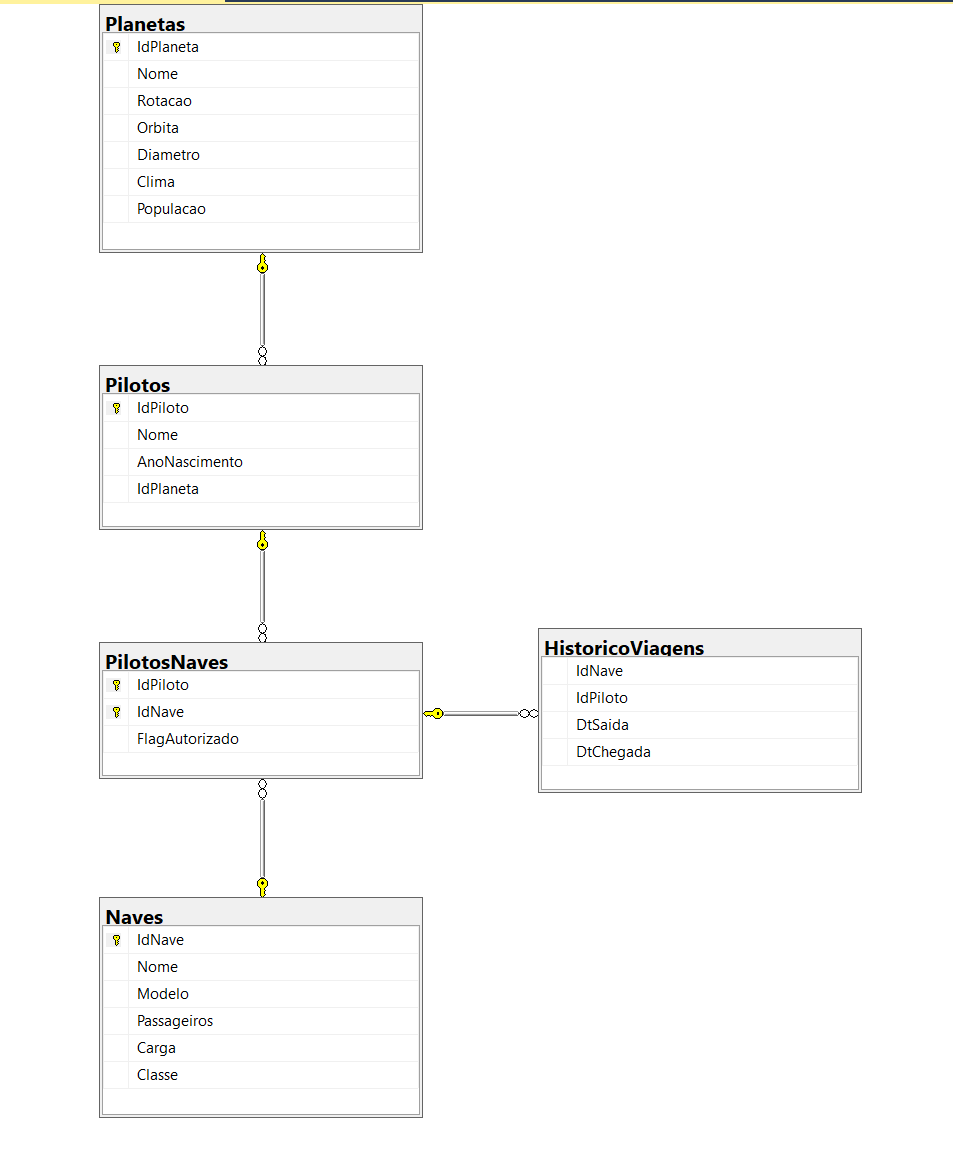 Planetas
IdPlaneta
Nome
Rotacao
Orbita
Diametro
Clima
Populacao
Pilotos
IdPiloto
Nome
AnoNascimento
IdPlaneta
PilotosNaves
IdPiloto
IdNave
FlagAutorizado
HistoricoViagens
IdNave
IdPiloto
DtSaida
DtChegada
Naves
IdNave
Nome
Modelo
Passageiros
Carga
Classe